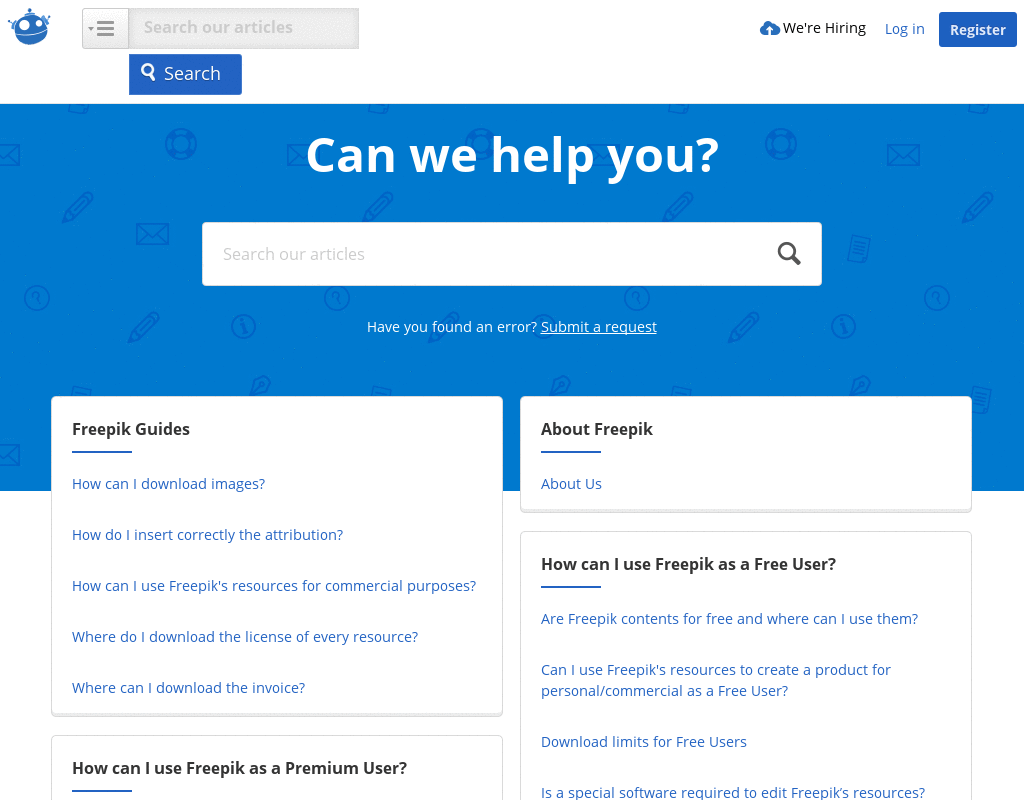 Search our articles
We're Hiring
Log in
Register
Search
Can we help you?
Search our articles
Have you found an error? Submit a request
Freepik Guides
How can I download images?
How do I insert correctly the attribution?
How can I use Freepik's resources for commercial purposes?
Where do I download the license of every resource?
Where can I download the invoice?
How can I use Freepik as a Premium User?
About Freepik
About Us
How can I use Freepik as a Free User?
Are Freepik contents for free and where can I use them?
Can I use Freepik's resources to create a product for
personal/commercial as a Free User?
Download limits for Free Users
Is a special software required to edit Freepik’s resources?